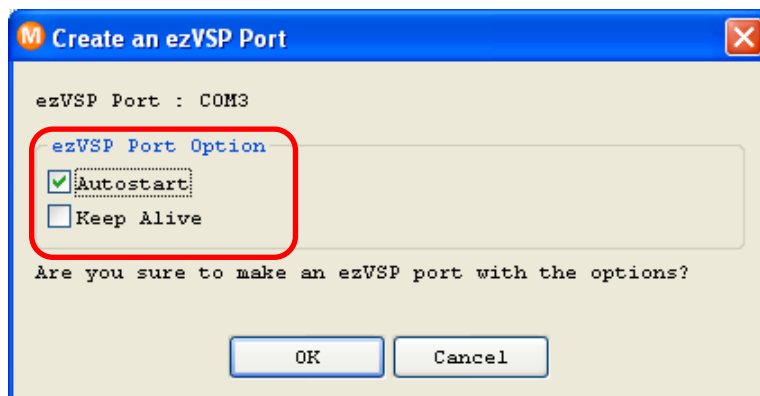 M Create an ezVSP Port
ezVSP Port : COM3
ezVSP Port Option
Autostart
Keep Alive
Are you sure to make an ezVSP port with the options?
OK Cancel